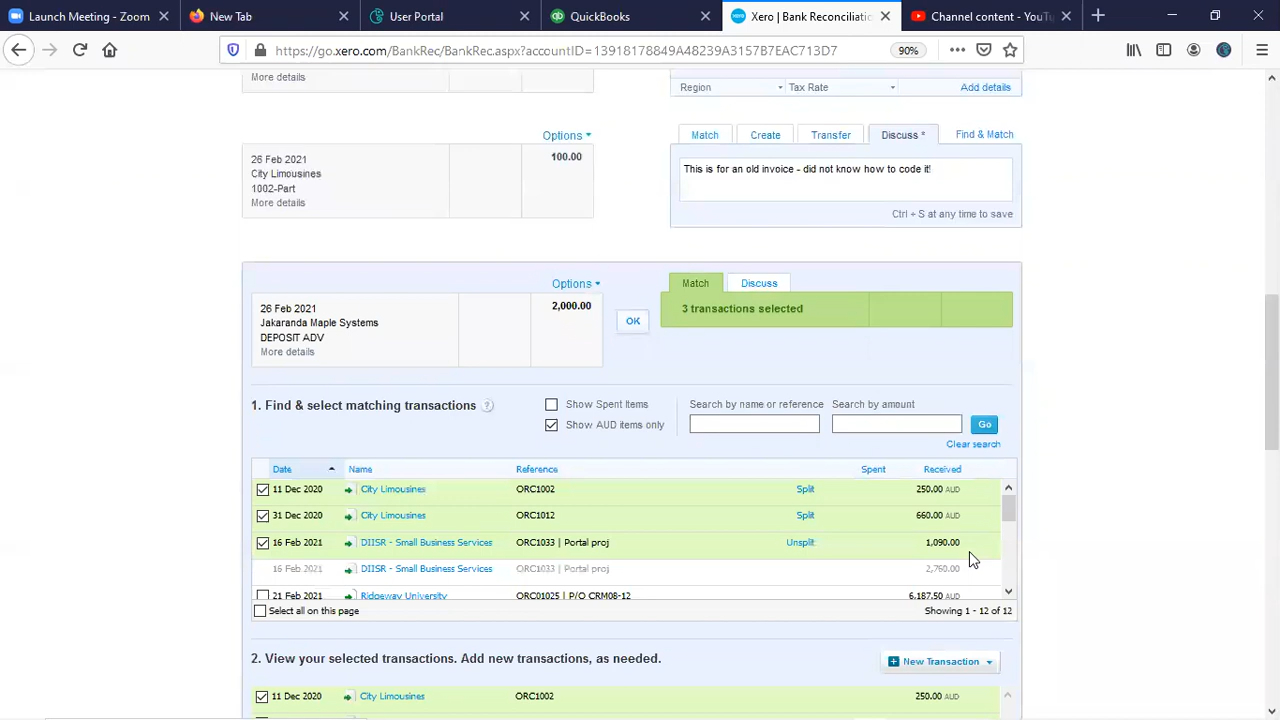 Launch Meeting - Zoom
New Tab
User Portal
QuickBooks
Xero | Bank Reconciliatio
Channel content - YouT
https://go.xero.com/BankRec/BankRec.aspx?accountID=13918178849A48239A3157B7EAC713D7
90%
More details
Region
Tax Rate
Add details
Options
Match
Create
Transfer
Discuss *
Find & Match
26 Feb 2021
City Limousines
1002-Part
More details
100.00
This is for an old invoice - did not know how to code it!
Ctrl + S at any time to save
Options
Match
Discuss
26 Feb 2021
Jakaranda Maple Systems
DEPOSIT ADV
More details
2,000.00
OK
3 transactions selected
1. Find & select matching transactions ?
Show Spent Items
Show AUD items only
Search by name or reference
Search by amount
Go
Clear search
Date Name Reference Spent Received
11 Dec 2020 City Limousines ORC1002 Split 250.00 AUD
31 Dec 2020 City Limousines ORC1012 Split 660.00 AUD
16 Feb 2021 DIISR - Small Business Services ORC1033 | Portal proj Unsplit 1,090.00
16 Feb 2021 DIISR - Small Business Services ORC1033 | Portal proj 2,760.00
21 Feb 2021 Ridgeway University ORC01025 | P/O CRM08-12 6,187.50 AUD
Select all on this page
Showing 1 - 12 of 12
2. View your selected transactions. Add new transactions, as needed.
New Transaction
11 Dec 2020 City Limousines ORC1002 250.00 AUD